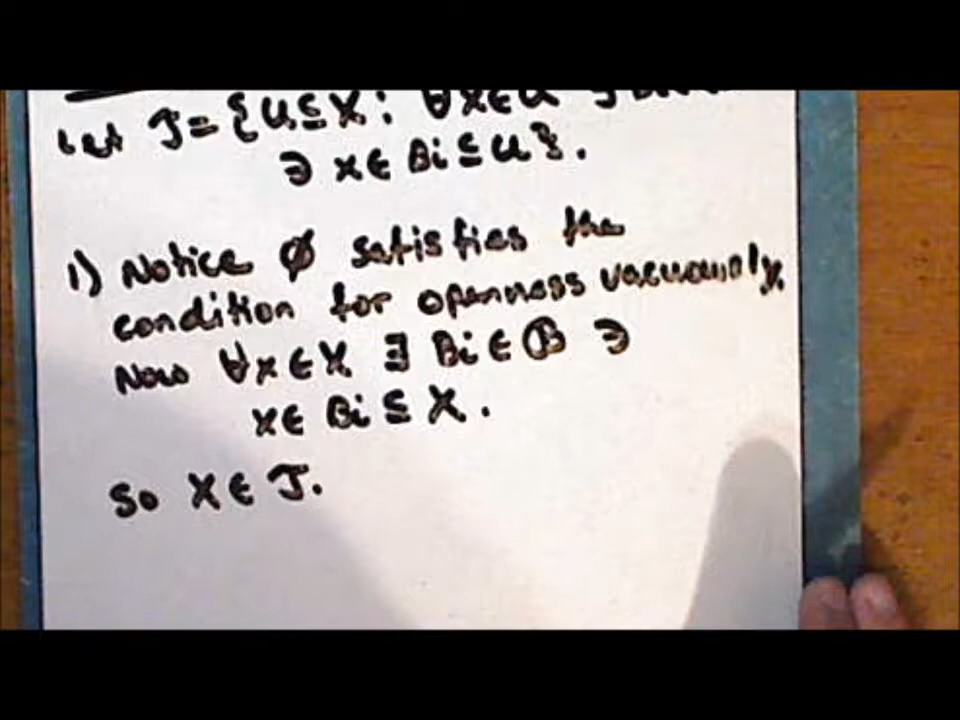 Let T = {U ⊆ X : ∀x∈U ∃
∋ x ∈ Bi ⊆ U}.
1) Notice ∅ satisfies the
condition for openness vacuously.
Now ∀x∈X ∃ Bi ∈ B ∋
x ∈ Bi ⊆ X.
So X ∈ T.